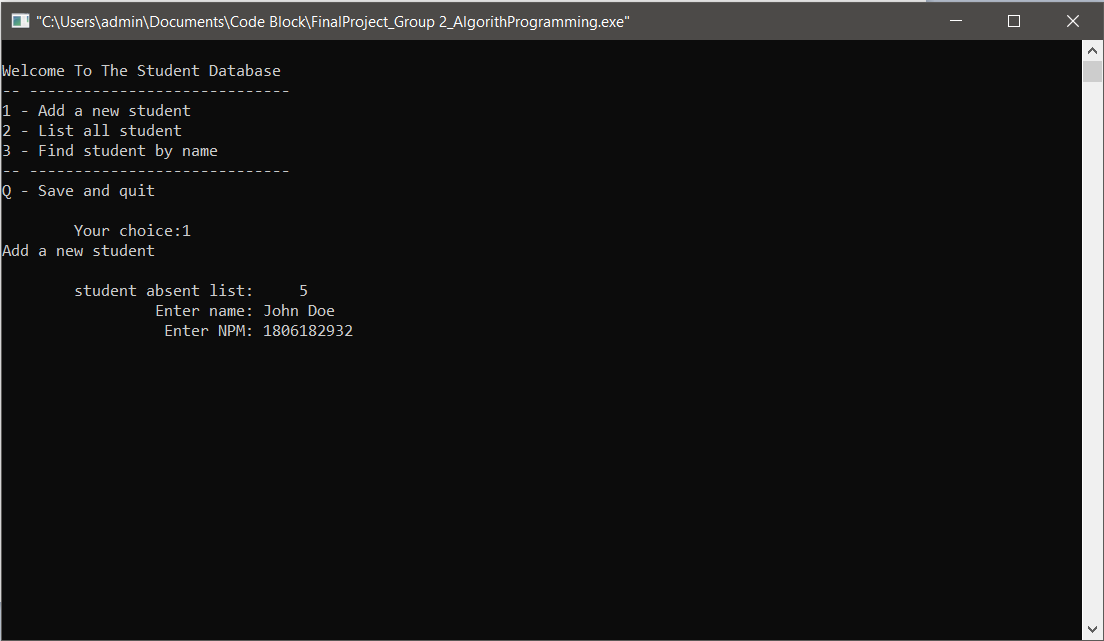 "C:\Users\admin\Documents\Code Block\FinalProject_Group 2_AlgorithProgramming.exe"
Welcome To The Student Database
-- -----------------------------
1 - Add a new student
2 - List all student
3 - Find student by name
-- -----------------------------
Q - Save and quit
Your choice:1
Add a new student
student absent list:     5
Enter name: John Doe
Enter NPM: 1806182932